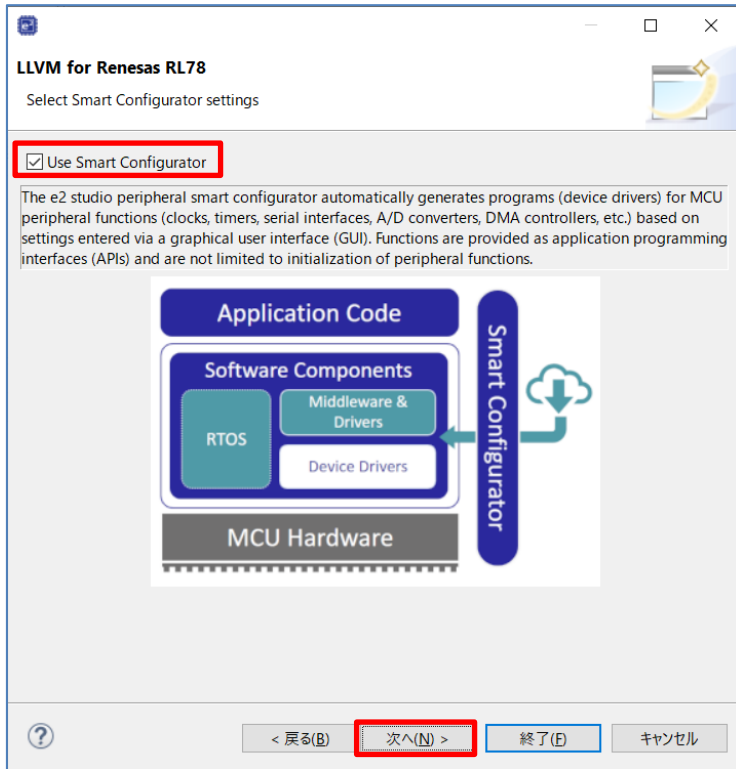 e2
LLVM for Renesas RL78
Select Smart Configurator settings
Use Smart Configurator
The e2 studio peripheral smart configurator automatically generates programs (device drivers) for MCU
peripheral functions (clocks, timers, serial interfaces, A/D converters, DMA controllers, etc.) based on
settings entered via a graphical user interface (GUI). Functions are provided as application programming
interfaces (APIs) and are not limited to initialization of peripheral functions.
Application Code
Software Components
RTOS
Middleware &
Drivers
Device Drivers
MCU Hardware
Smart Configurator
?
< 戻る(B)
次へ(N) >
終了(F)
キャンセル